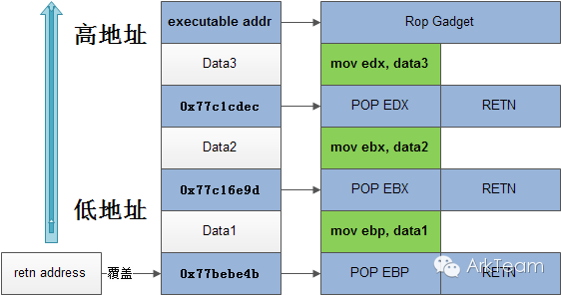 高地址
executable addr
Rop Gadget
Data3
mov edx, data3
0x77c1cdec
POP EDX
RETN
Data2
mov ebx, data2
0x77c16e9d
POP EBX
RETN
低地址
Data1
mov ebp, data1
retn address
覆盖
0x77bebe4b
POP EBP
RETN
ArkTeam